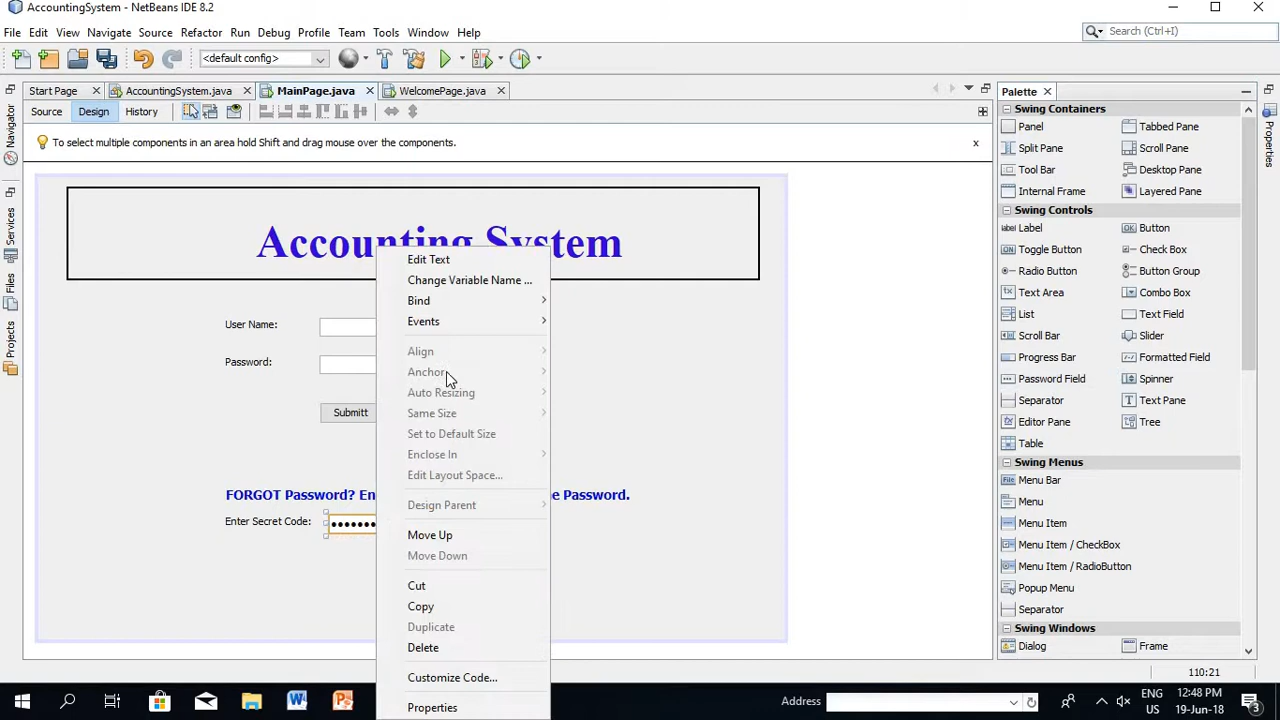 AccountingSystem - NetBeans IDE 8.2
File Edit View Navigate Source Refactor Run Debug Profile Team Tools Window Help
Search (Ctrl+I)
<default config>
Start Page AccountingSystem.java MainPage.java WelcomePage.java
Source Design History
To select multiple components in an area hold Shift and drag mouse over the components.
Navigator
Services
Files
Projects
Accounting System
User Name:
Password:
Submitt
FORGOT Password? En
e Password.
Enter Secret Code:
Edit Text
Change Variable Name ...
Bind
Events
Align
Anchor
Auto Resizing
Same Size
Set to Default Size
Enclose In
Edit Layout Space...
Design Parent
Move Up
Move Down
Cut
Copy
Duplicate
Delete
Customize Code...
Properties
Palette
Swing Containers
Panel Tabbed Pane
Split Pane Scroll Pane
Tool Bar Desktop Pane
Internal Frame Layered Pane
Swing Controls
Label Button
Toggle Button Check Box
Radio Button Button Group
Text Area Combo Box
List Text Field
Scroll Bar Slider
Progress Bar Formatted Field
Password Field Spinner
Separator Text Pane
Editor Pane Tree
Table
Swing Menus
Menu Bar
Menu
Menu Item
Menu Item / CheckBox
Menu Item / RadioButton
Popup Menu
Separator
Swing Windows
Dialog Frame
Properties
110:21
Address
ENG
US
12:48 PM
19-Jun-18
3